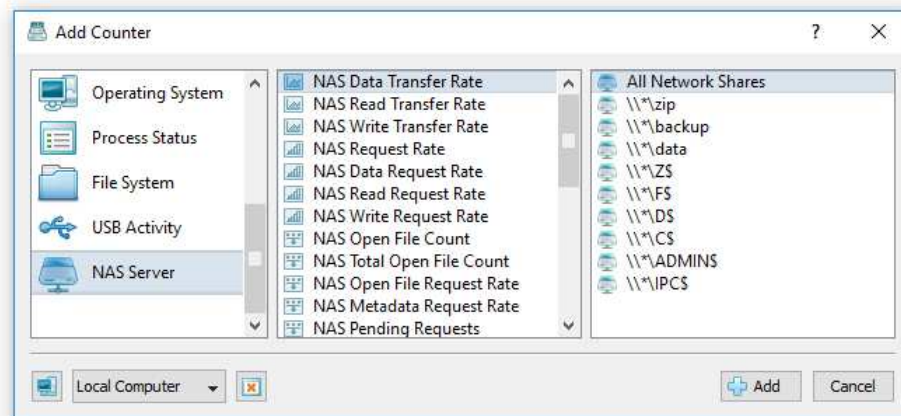 Add Counter
?
Operating System
Process Status
File System
USB Activity
NAS Server
NAS Data Transfer Rate
NAS Read Transfer Rate
NAS Write Transfer Rate
NAS Request Rate
NAS Data Request Rate
NAS Read Request Rate
NAS Write Request Rate
NAS Open File Count
NAS Total Open File Count
NAS Open File Request Rate
NAS Metadata Request Rate
NAS Pending Requests
All Network Shares
\\*\zip
\\*\backup
\\*\data
\\*\Z$
\\*\F$
\\*\D$
\\*\C$
\\*\ADMIN$
\\*\IPC$
Local Computer
Add
Cancel